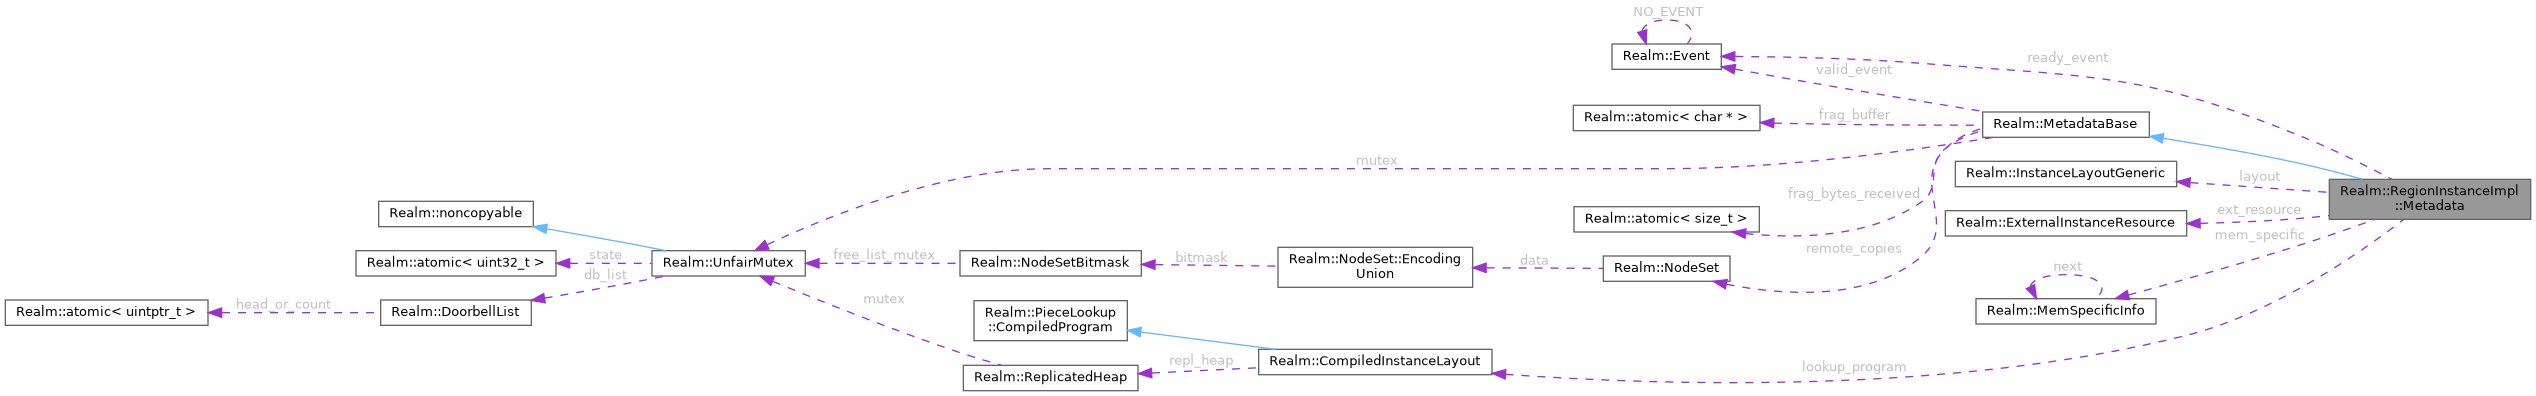 NO_EVENT
Realm::Event
ready_event
valid_event
Realm::atomic< char * >
frag_buffer
Realm::MetadataBase
mutex
Realm::InstanceLayoutGeneric
layout
Realm::RegionInstanceImpl
::Metadata
frag_bytes_received
Realm::noncopyable
Realm::atomic< size_t >
Realm::ExternalInstanceResource
ext_resource
mem_specific
remote_copies
Realm::atomic< uint32_t >
state
db_list
Realm::UnfairMutex
free_list_mutex
Realm::NodeSetBitmask
bitmask
Realm::NodeSet::Encoding
Union
data
Realm::NodeSet
next
Realm::MemSpecificInfo
Realm::atomic< uintptr_t >
head_or_count
Realm::DoorbellList
mutex
Realm::PieceLookup
::CompiledProgram
Realm::ReplicatedHeap
repl_heap
Realm::CompiledInstanceLayout
lookup_program